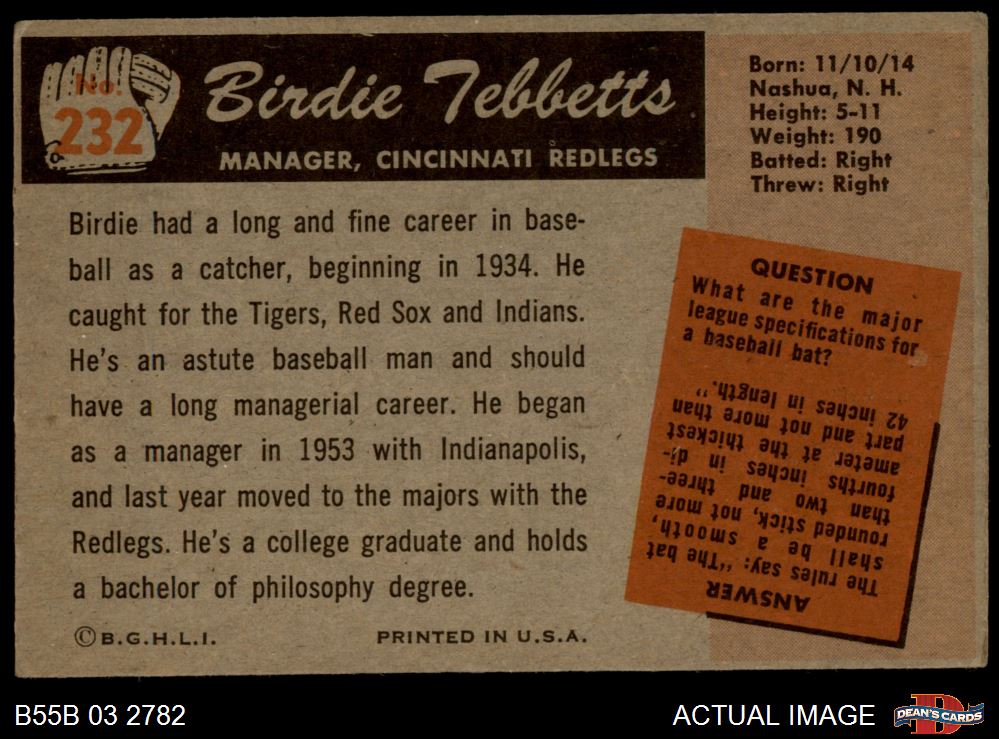 No.
232
Birdie Tebbetts
MANAGER, CINCINNATI REDLEGS
Born: 11/10/14
Nashua, N. H.
Height: 5-11
Weight: 190
Batted: Right
Threw: Right
Birdie had a long and fine career in base-
ball as a catcher, beginning in 1934. He
caught for the Tigers, Red Sox and Indians.
He's an astute baseball man and should
have a long managerial career. He began
as a manager in 1953 with Indianapolis,
and last year moved to the majors with the
Redlegs. He's a college graduate and holds
a bachelor of philosophy degree.
©B.G.H.L.I.
PRINTED IN U.S.A.
QUESTION
What are the major
league specifications for
a baseball bat?
ANSWER
The rules say: "The bat
shall be a smooth,
rounded stick, not more
than two and three-
fourths inches in di-
ameter at the thickest
part and not more than
42 inches in length."
B55B 03 2782
ACTUAL IMAGE
D
DEAN'S CARDS